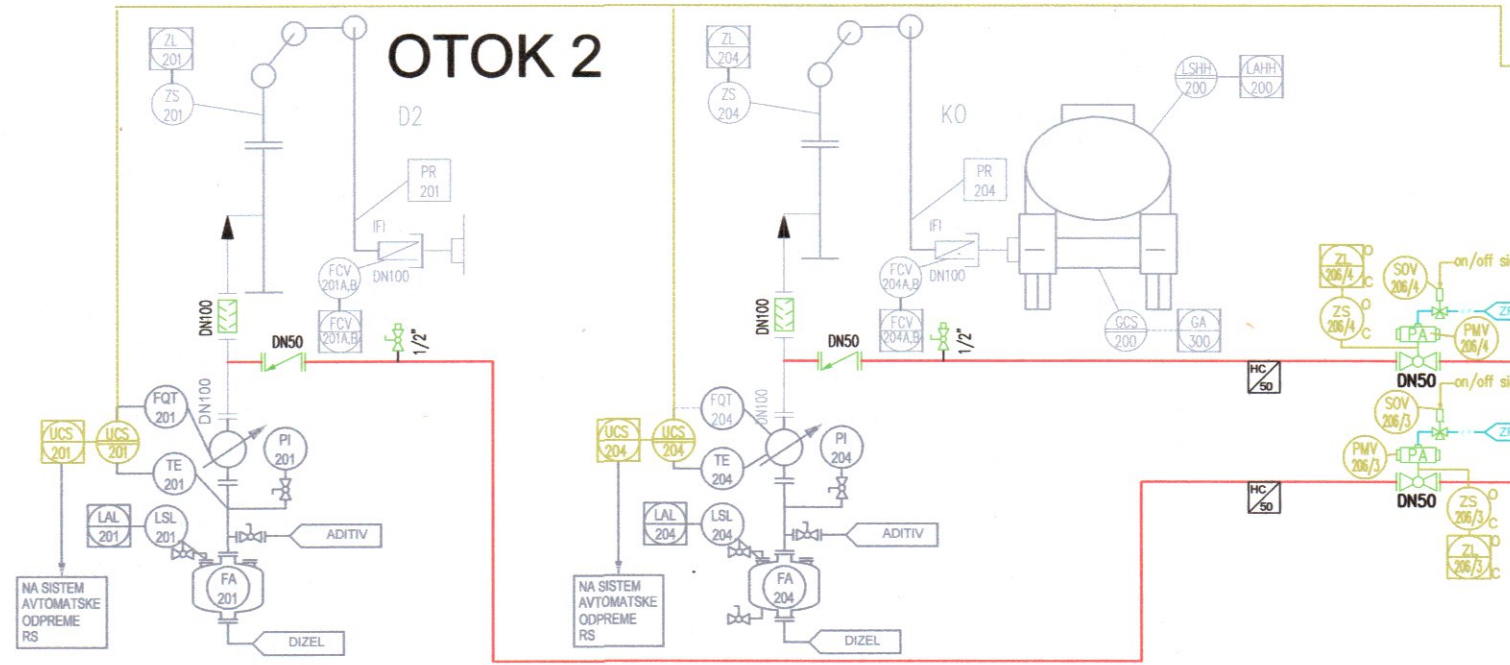 OTOK 2
ZL
201
ZS
201
D2
PR
201
IFI
DN100
FCV
201A,B
FCV
201A,B
DN100
DN50
1/2"
DN100
FQT
201
UCS
201
UCS
201
TE
201
PI
201
LAL
201
LSL
201
ADITIV
FA
201
NA SISTEM
AVTOMATSKE
ODPREME
RS
DIZEL
ZL
204
ZS
204
KO
PR
204
IFI
DN100
FCV
204A,B
FCV
204A,B
LSHH
200
LAHH
200
GCS
200
GA
300
DN100
DN50
1/2"
DN100
FQT
204
UCS
204
UCS
204
TE
204
PI
204
LAL
204
LSL
204
ADITIV
FA
204
NA SISTEM
AVTOMATSKE
ODPREME
RS
DIZEL
HC
50
HC
50
ZL
206/4
O
C
ZS
206/4
O
C
SOV
206/4
on/off si
PA
PMV
206/4
DN50
on/off si
SOV
206/3
PMV
206/3
PA
DN50
ZS
206/3
O
C
ZL
206/3
O
C